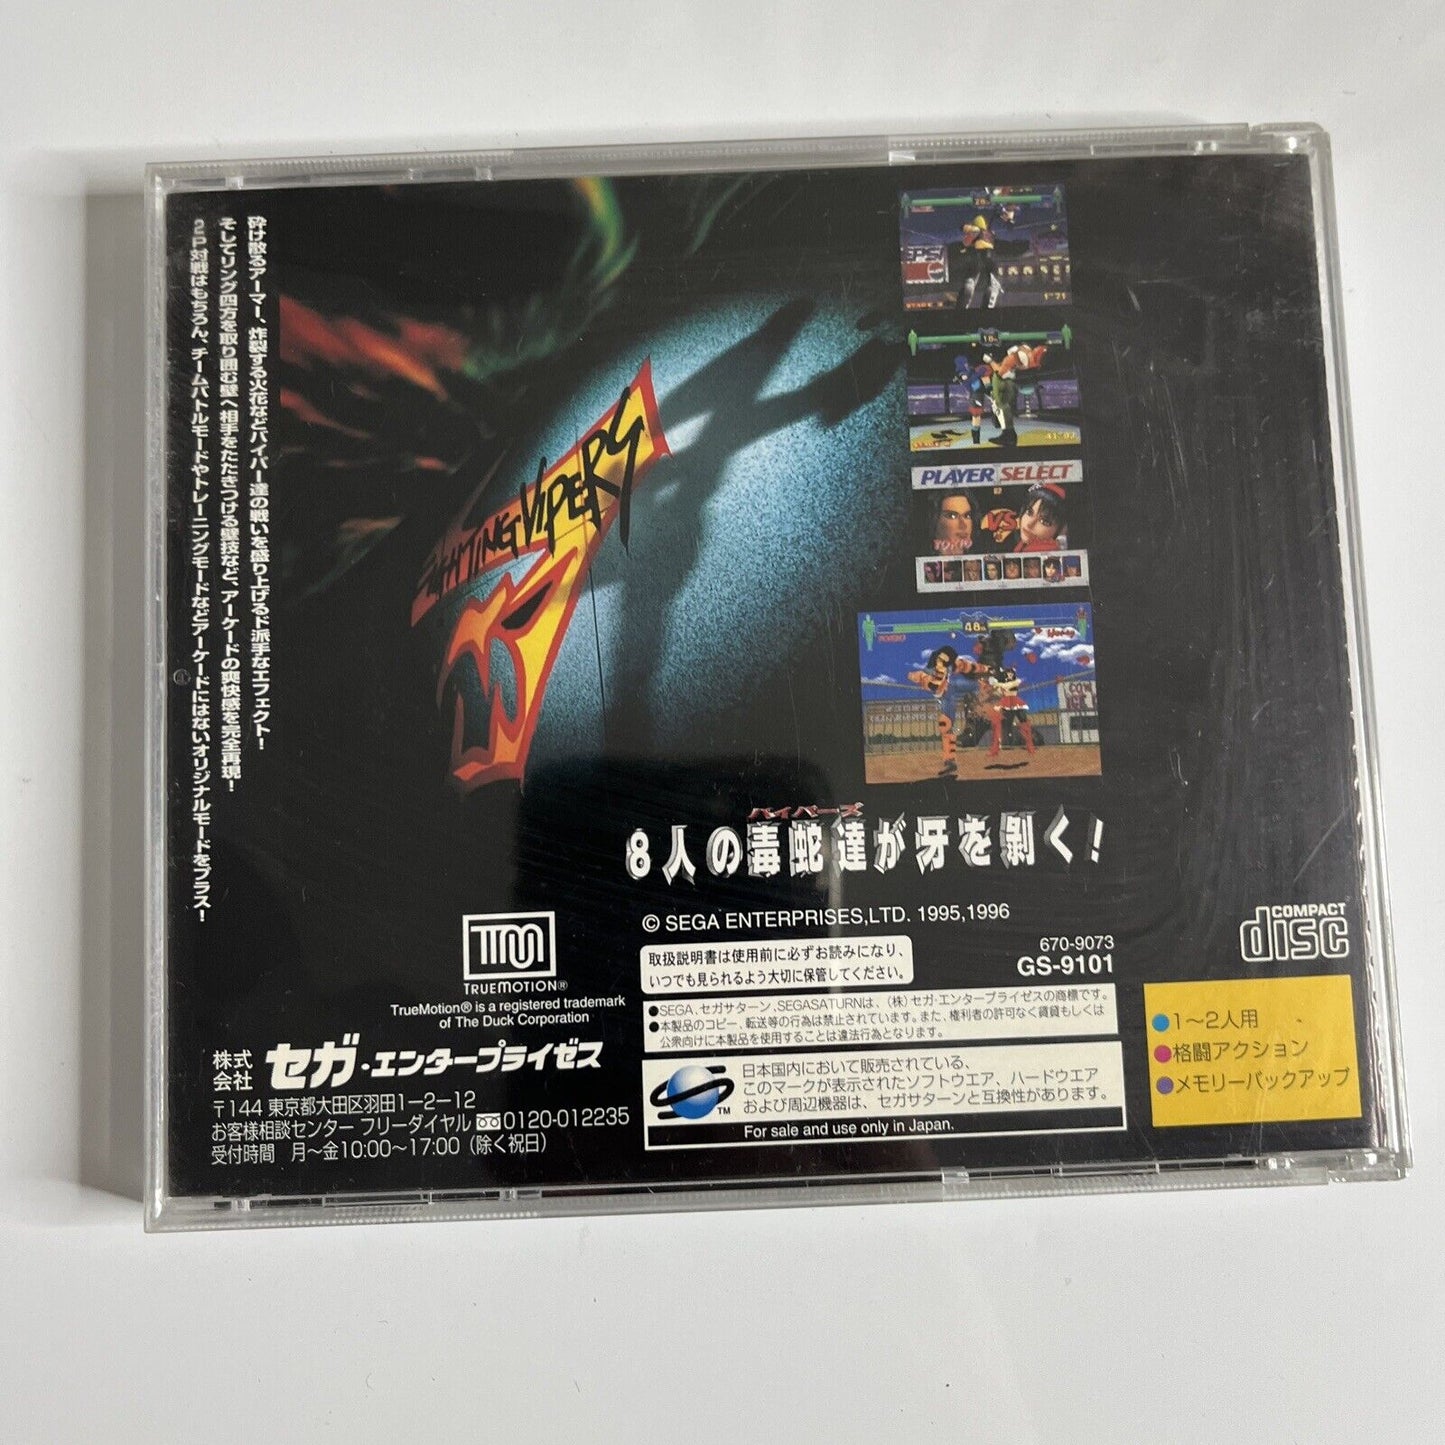 砕け散るアーマー、炸裂する火花などバイパー達の戦いを盛り上げるド派手なエフェクト！
そしてリング四方を取り囲む壁へ相手をたたきつける壁技など、アーケードの爽快感を完全再現！
2P対戦はもちろん、チームバトルモードやトレーニングモードなどアーケードにはないオリジナルモードをプラス！
FIGHTING VIPERS
PLAYER SELECT
VS
TOKIO
48
バイパーズ
8人の毒蛇達が牙を剥く！
© SEGA ENTERPRISES,LTD. 1995,1996
TM
TRUEMOTION®
TrueMotion® is a registered trademark
of The Duck Corporation
取扱説明書は使用前に必ずお読みになり、
いつでも見られるよう大切に保管してください。
670-9073
GS-9101
COMPACT
disc
●SEGA、セガサターン、SEGASATURNは、（株）セガ・エンタープライゼスの商標です。
●本製品のコピー、転送等の行為は禁止されています。また、権利者の許可なく賃貸もしくは
公衆向けに本製品を使用することは違法行為となります。
株式会社 セガ・エンタープライゼス
〒144 東京都大田区羽田1−2−12
お客様相談センター フリーダイヤル 0120-012235
受付時間　月〜金10:00〜17:00（除く祝日）
TM
日本国内において販売されている、
このマークが表示されたソフトウエア、ハードウエア
および周辺機器は、セガサターンと互換性があります。
For sale and use only in Japan.
●1〜2人用
●格闘アクション
●メモリーバックアップ